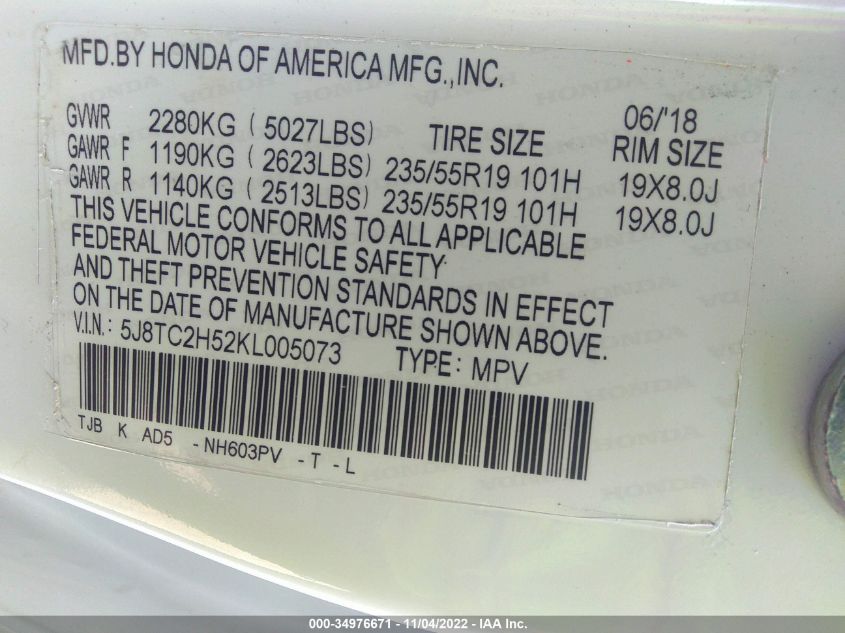 MFD.BY HONDA OF AMERICA MFG.,INC.
06/'18
GVWR 2280KG ( 5027LBS) TIRE SIZE RIM SIZE
GAWR F 1190KG ( 2623LBS) 235/55R19 101H 19X8.0J
GAWR R 1140KG ( 2513LBS) 235/55R19 101H 19X8.0J
THIS VEHICLE CONFORMS TO ALL APPLICABLE
FEDERAL MOTOR VEHICLE SAFETY
AND THEFT PREVENTION STANDARDS IN EFFECT
ON THE DATE OF MANUFACTURE SHOWN ABOVE.
V.I.N: 5J8TC2H52KL005073 TYPE: MPV
TJB K AD5 -NH603PV -T -L
000-34976671 - 11/04/2022 - IAA Inc.